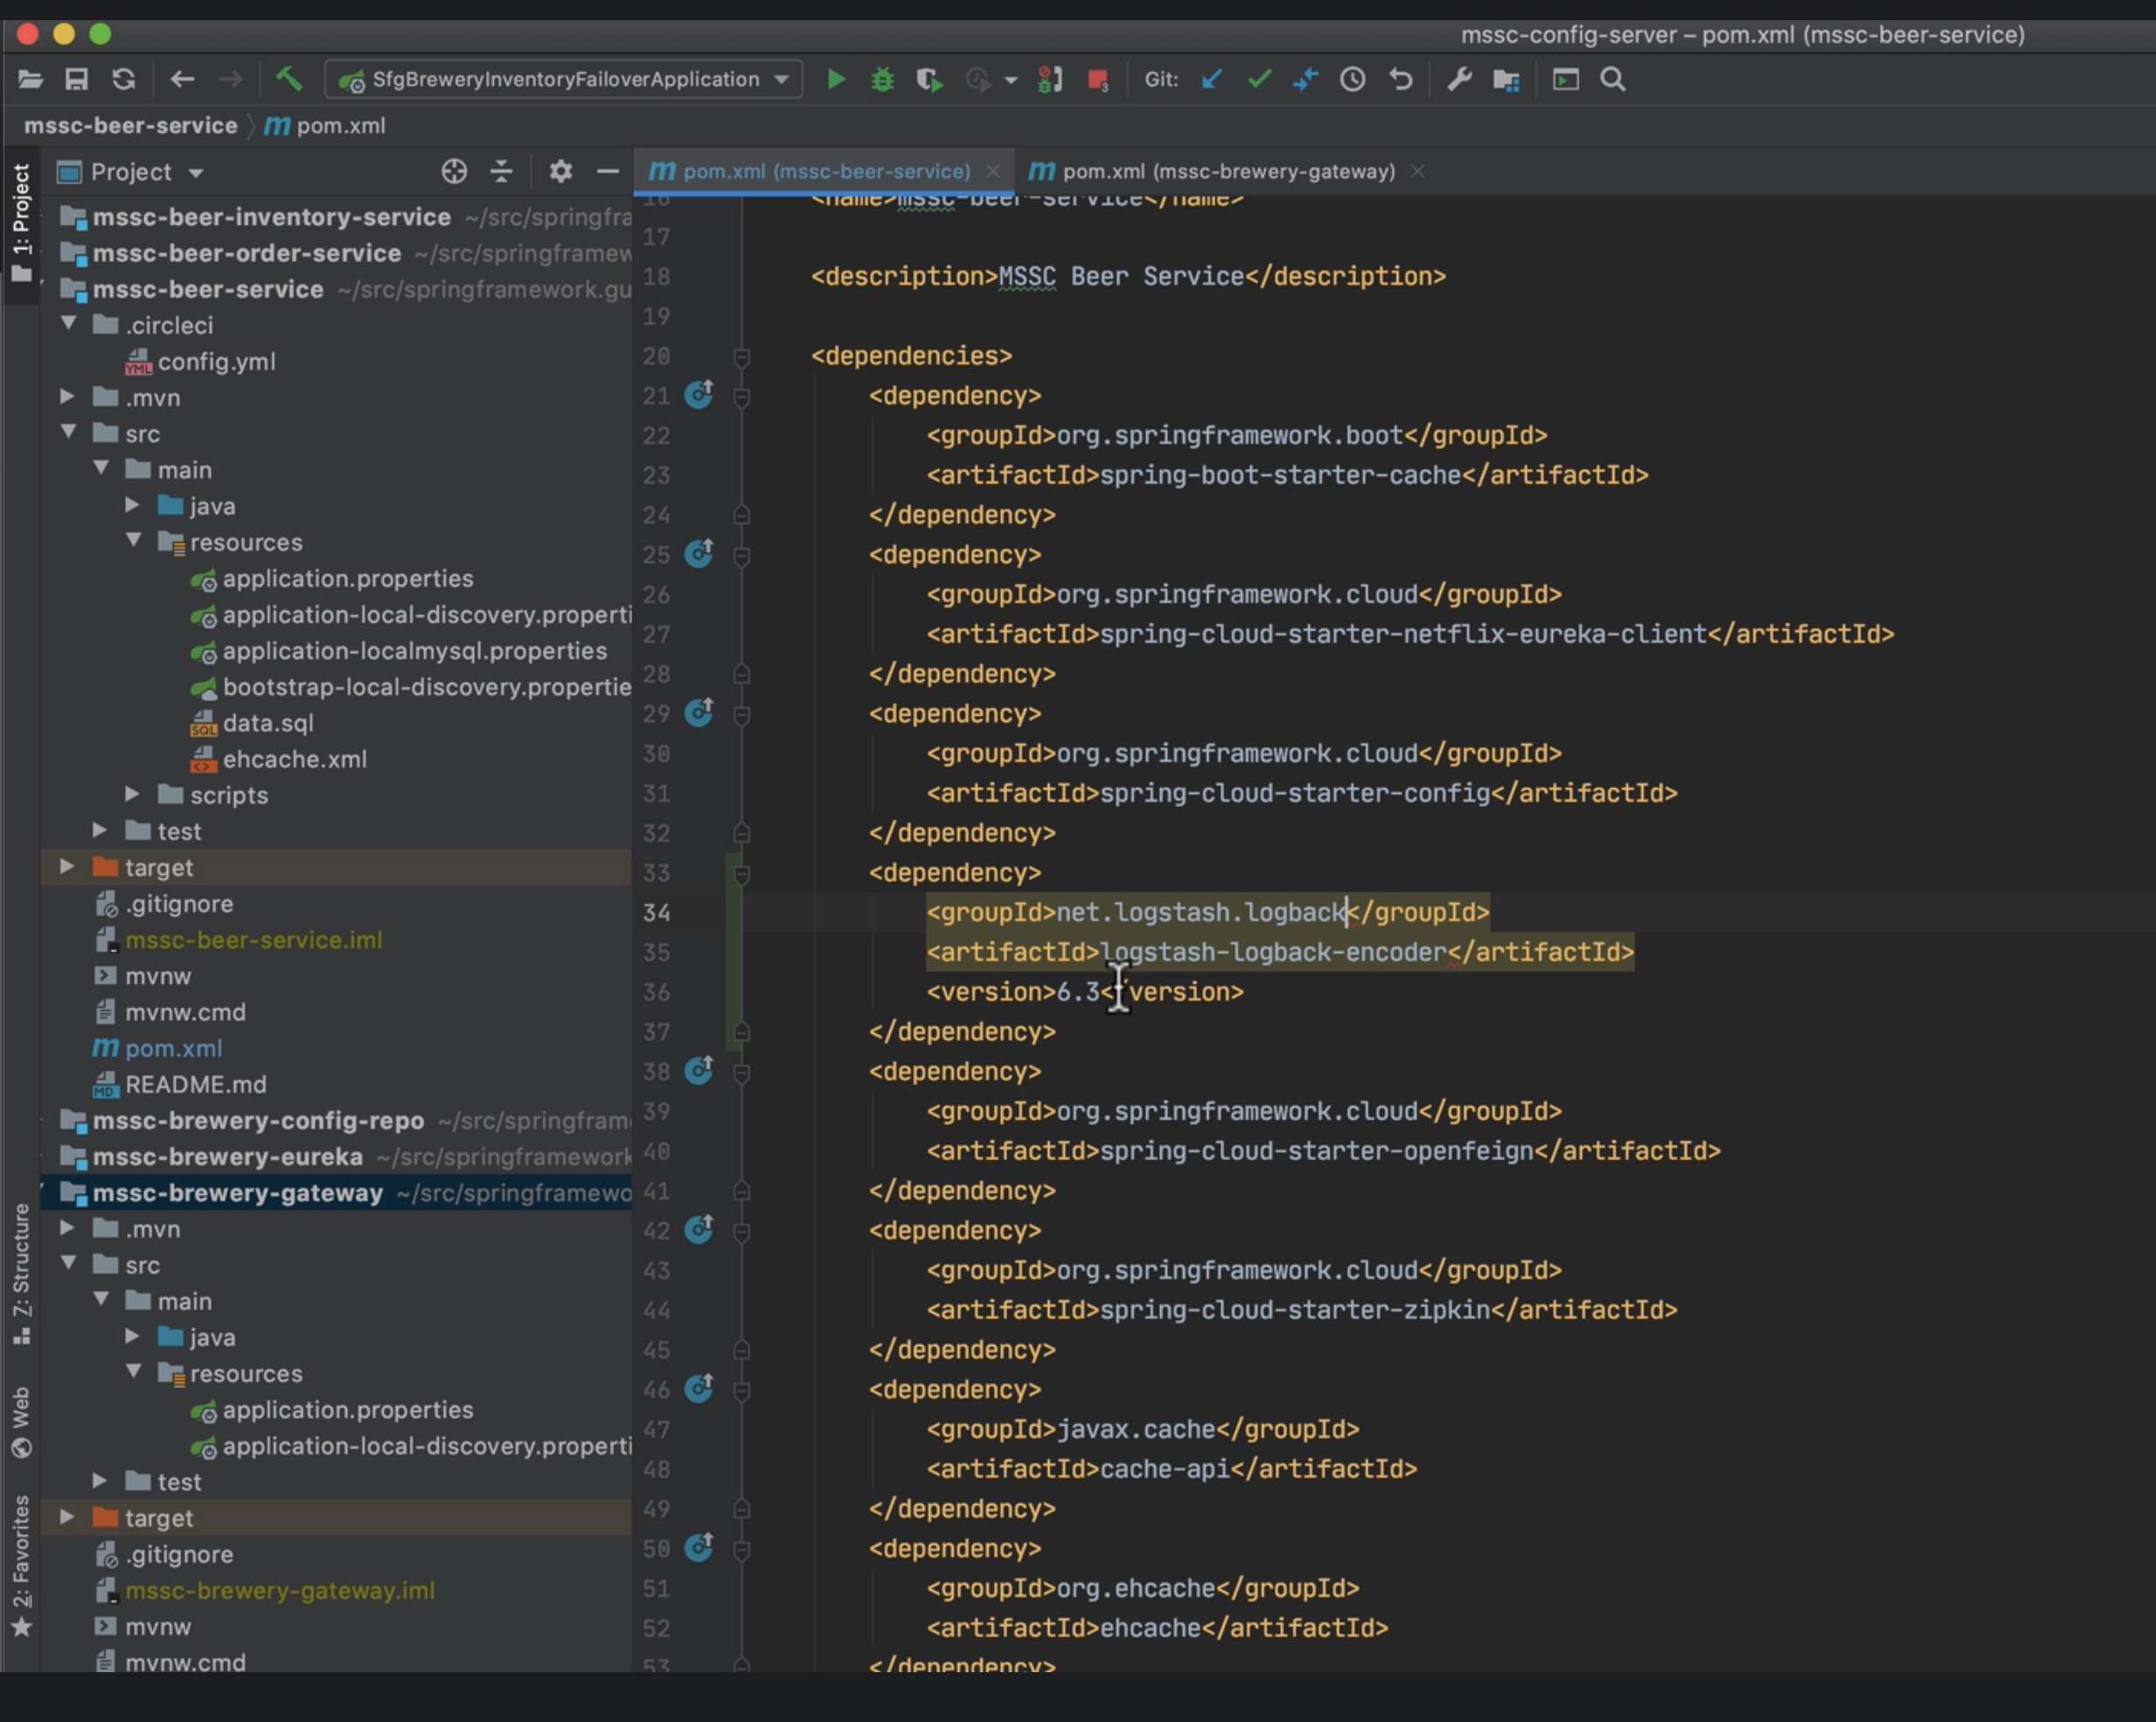 mssc-config-server – pom.xml (mssc-beer-service)
SfgBreweryInventoryFailoverApplication
3
Git:
mssc-beer-service
m pom.xml
1: Project
Z: Structure
Web
2: Favorites
Project
mssc-beer-inventory-service ~/src/springfra
mssc-beer-order-service ~/src/springframew
mssc-beer-service ~/src/springframework.gu
.circleci
YML config.yml
.mvn
src
main
java
resources
application.properties
application-local-discovery.properti
application-localmysql.properties
bootstrap-local-discovery.propertie
SQL data.sql
<> ehcache.xml
scripts
test
target
.gitignore
mssc-beer-service.iml
mvnw
mvnw.cmd
m pom.xml
MD README.md
mssc-brewery-config-repo ~/src/springfram
mssc-brewery-eureka ~/src/springframework
mssc-brewery-gateway ~/src/springframewo
.mvn
src
main
java
resources
application.properties
application-local-discovery.properti
test
target
.gitignore
mssc-brewery-gateway.iml
mvnw
mvnw.cmd
m pom.xml (mssc-beer-service)
m pom.xml (mssc-brewery-gateway)
16 <name>mssc-beer-service</name>
17
18 <description>MSSC Beer Service</description>
19
20 <dependencies>
21 <dependency>
22 <groupId>org.springframework.boot</groupId>
23 <artifactId>spring-boot-starter-cache</artifactId>
24 </dependency>
25 <dependency>
26 <groupId>org.springframework.cloud</groupId>
27 <artifactId>spring-cloud-starter-netflix-eureka-client</artifactId>
28 </dependency>
29 <dependency>
30 <groupId>org.springframework.cloud</groupId>
31 <artifactId>spring-cloud-starter-config</artifactId>
32 </dependency>
33 <dependency>
34 <groupId>net.logstash.logback</groupId>
35 <artifactId>logstash-logback-encoder</artifactId>
36 <version>6.3</version>
37 </dependency>
38 <dependency>
39 <groupId>org.springframework.cloud</groupId>
40 <artifactId>spring-cloud-starter-openfeign</artifactId>
41 </dependency>
42 <dependency>
43 <groupId>org.springframework.cloud</groupId>
44 <artifactId>spring-cloud-starter-zipkin</artifactId>
45 </dependency>
46 <dependency>
47 <groupId>javax.cache</groupId>
48 <artifactId>cache-api</artifactId>
49 </dependency>
50 <dependency>
51 <groupId>org.ehcache</groupId>
52 <artifactId>ehcache</artifactId>
53 </dependency>